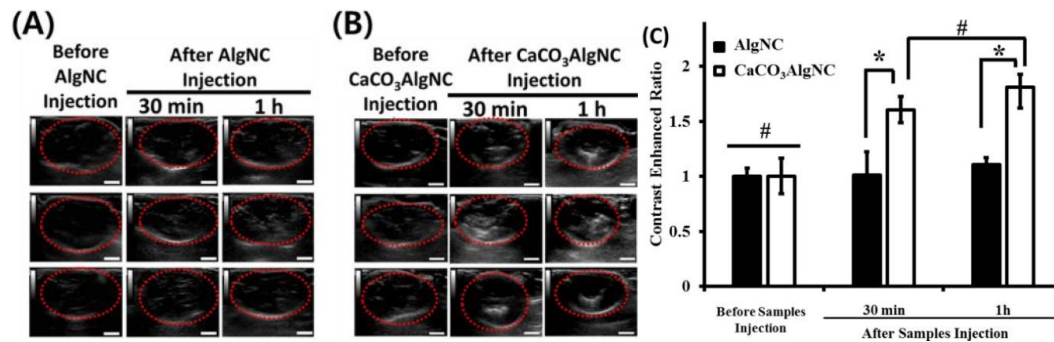 (A)
Before
AlgNC
Injection
After AlgNC
Injection
30 min
1 h
(B)
Before
CaCO₃AlgNC
Injection
After CaCO₃AlgNC
Injection
30 min
1 h
(C)
AlgNC
CaCO₃AlgNC
Contrast Enhanced Ratio
2
1.5
1
0.5
0
#
*
#
*
Before Samples
Injection
30 min
1h
After Samples Injection